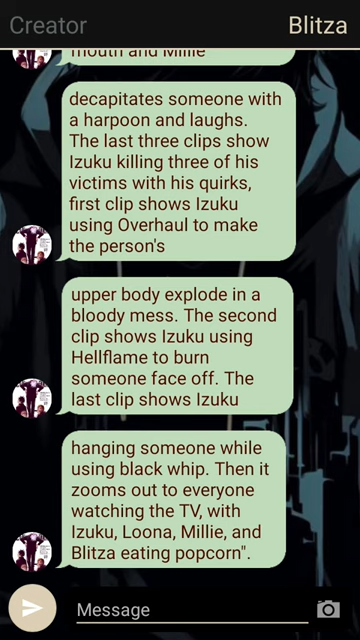 Creator
Blitza
mouth and Millie
decapitates someone with
a harpoon and laughs.
The last three clips show
Izuku killing three of his
victims with his quirks,
first clip shows Izuku
using Overhaul to make
the person's
upper body explode in a
bloody mess. The second
clip shows Izuku using
Hellflame to burn
someone face off. The
last clip shows Izuku
hanging someone while
using black whip. Then it
zooms out to everyone
watching the TV, with
Izuku, Loona, Millie, and
Blitza eating popcorn".
Message